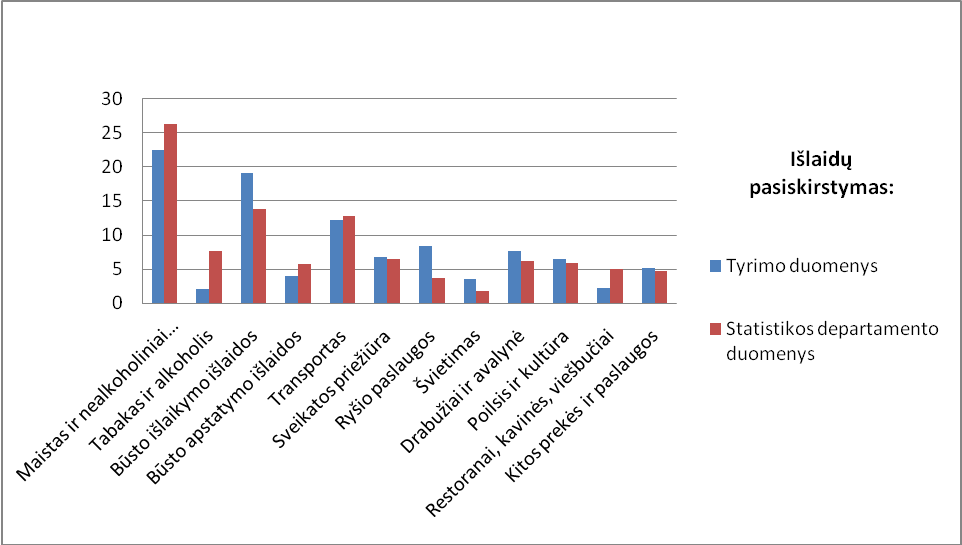 30
25
20
15
10
5
0
Maistas ir nealkoholiniai…
Tabakas ir alkoholis
Būsto išlaikymo išlaidos
Būsto apstatymo išlaidos
Transportas
Sveikatos priežiūra
Ryšio paslaugos
Švietimas
Drabužiai ir avalynė
Poilsis ir kultūra
Restoranai, kavinės, viešbučiai
Kitos prekės ir paslaugos
Išlaidų
pasiskirstymas:
Tyrimo duomenys
Statistikos departamento
duomenys